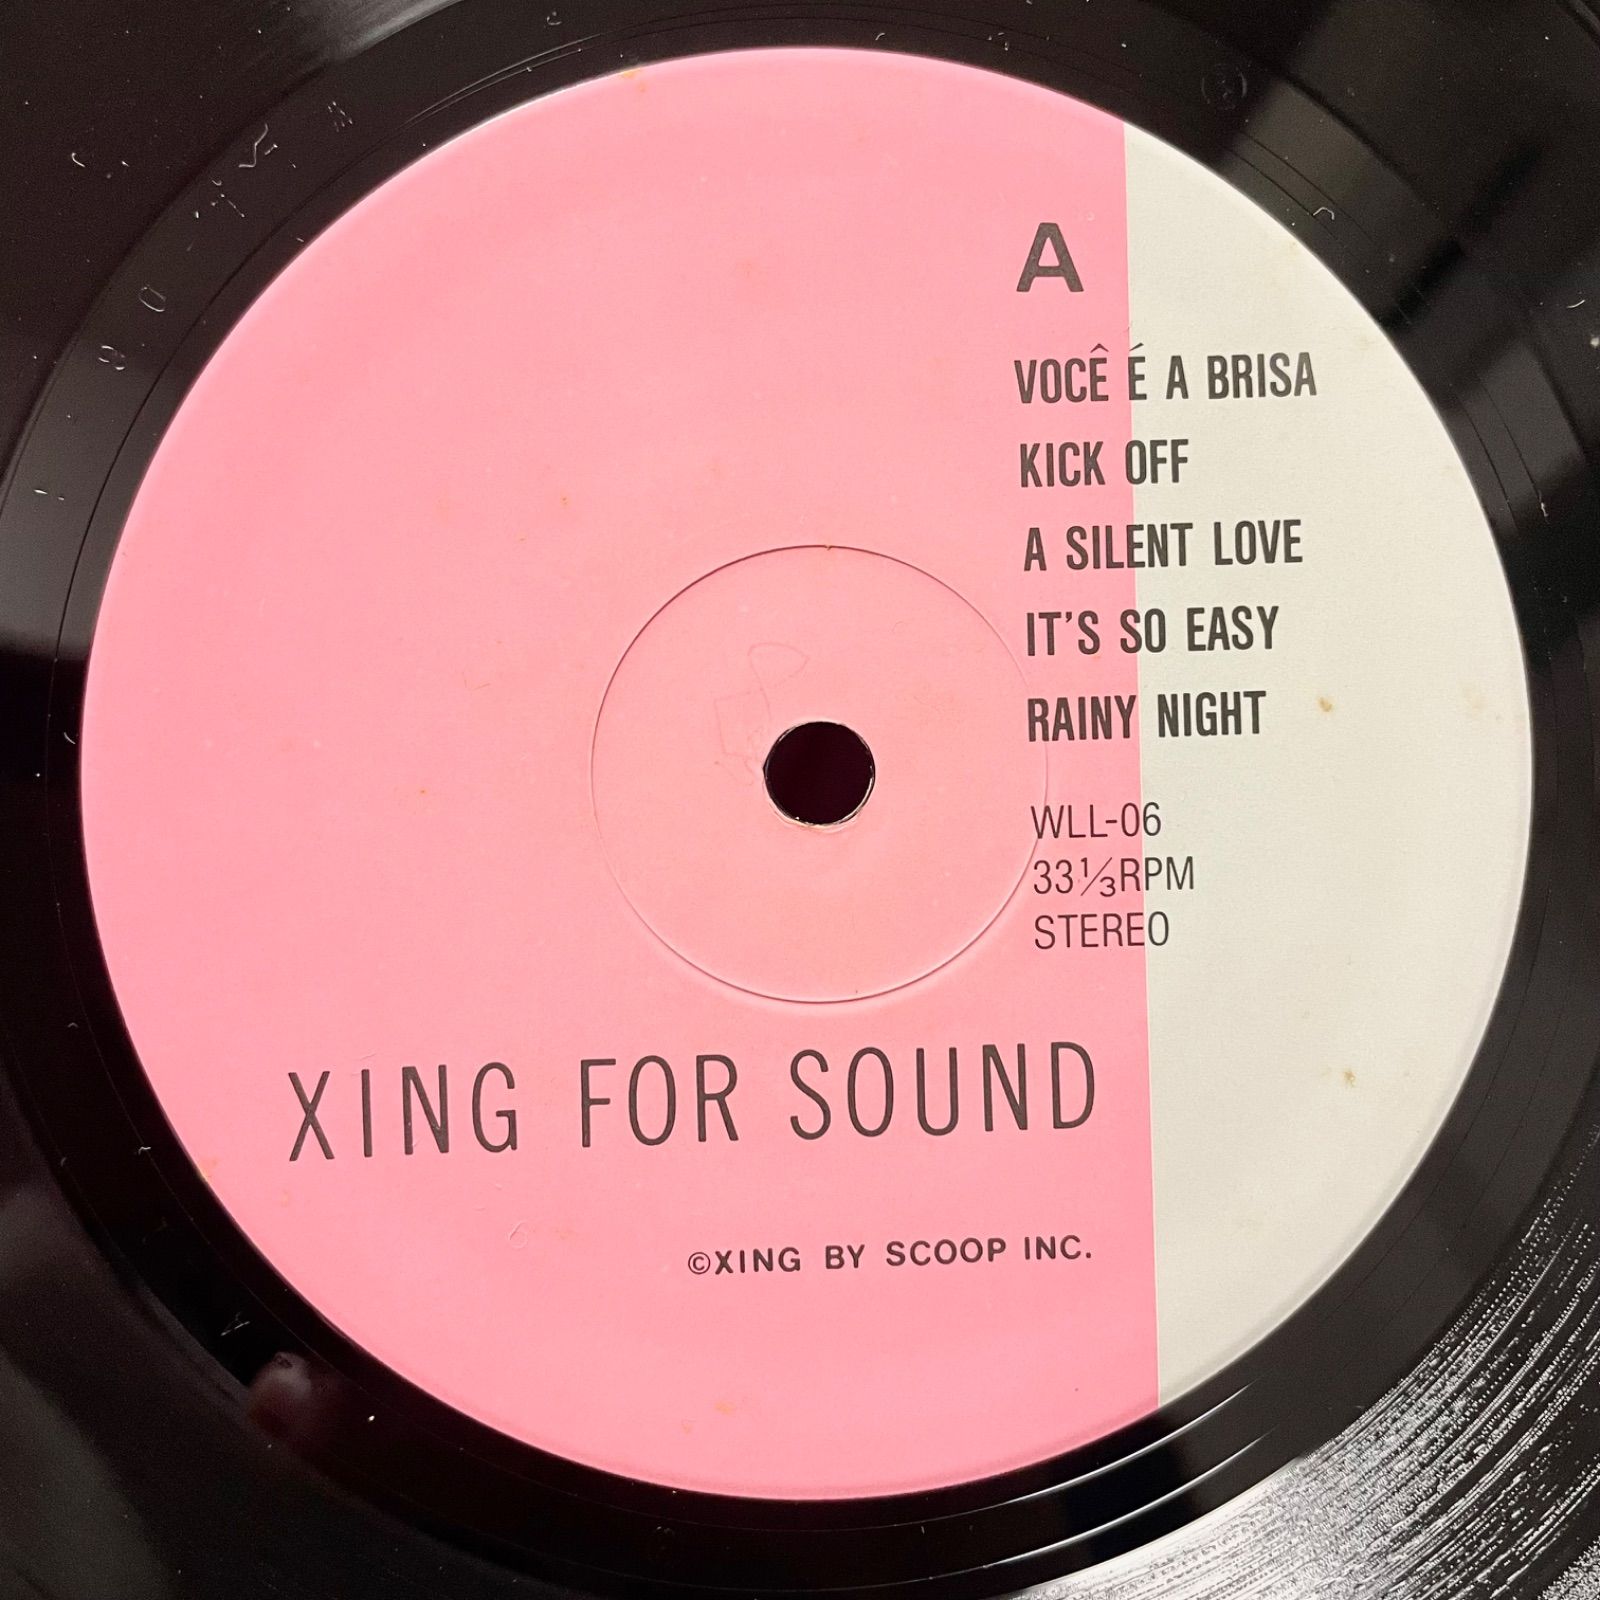 A
VOCÊ É A BRISA
KICK OFF
A SILENT LOVE
IT'S SO EASY
RAINY NIGHT
WLL-06
33⅓RPM
STEREO
XING FOR SOUND
©XING BY SCOOP INC.